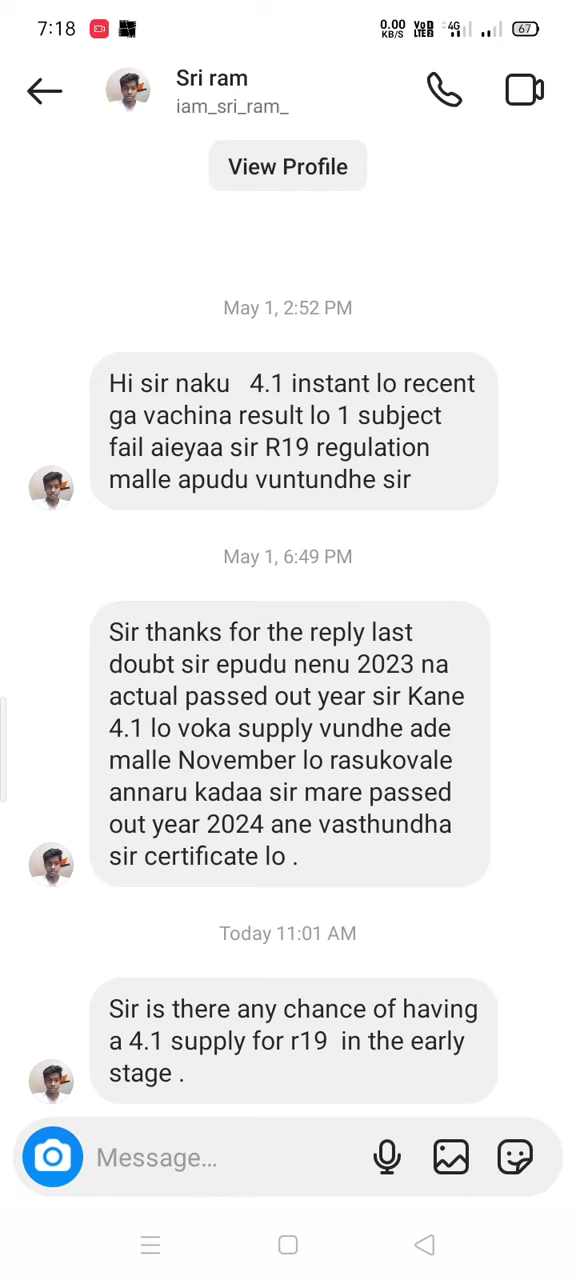 7:18 0.00 KB/S VoD LTE2 4G 67
Sri ram
iam_sri_ram_
View Profile
May 1, 2:52 PM
Hi sir naku 4.1 instant lo recent
ga vachina result lo 1 subject
fail aieyaa sir R19 regulation
malle apudu vuntundhe sir
May 1, 6:49 PM
Sir thanks for the reply last
doubt sir epudu nenu 2023 na
actual passed out year sir Kane
4.1 lo voka supply vundhe ade
malle November lo rasukovale
annaru kadaa sir mare passed
out year 2024 ane vasthundha
sir certificate lo .
Today 11:01 AM
Sir is there any chance of having
a 4.1 supply for r19 in the early
stage .
Message...